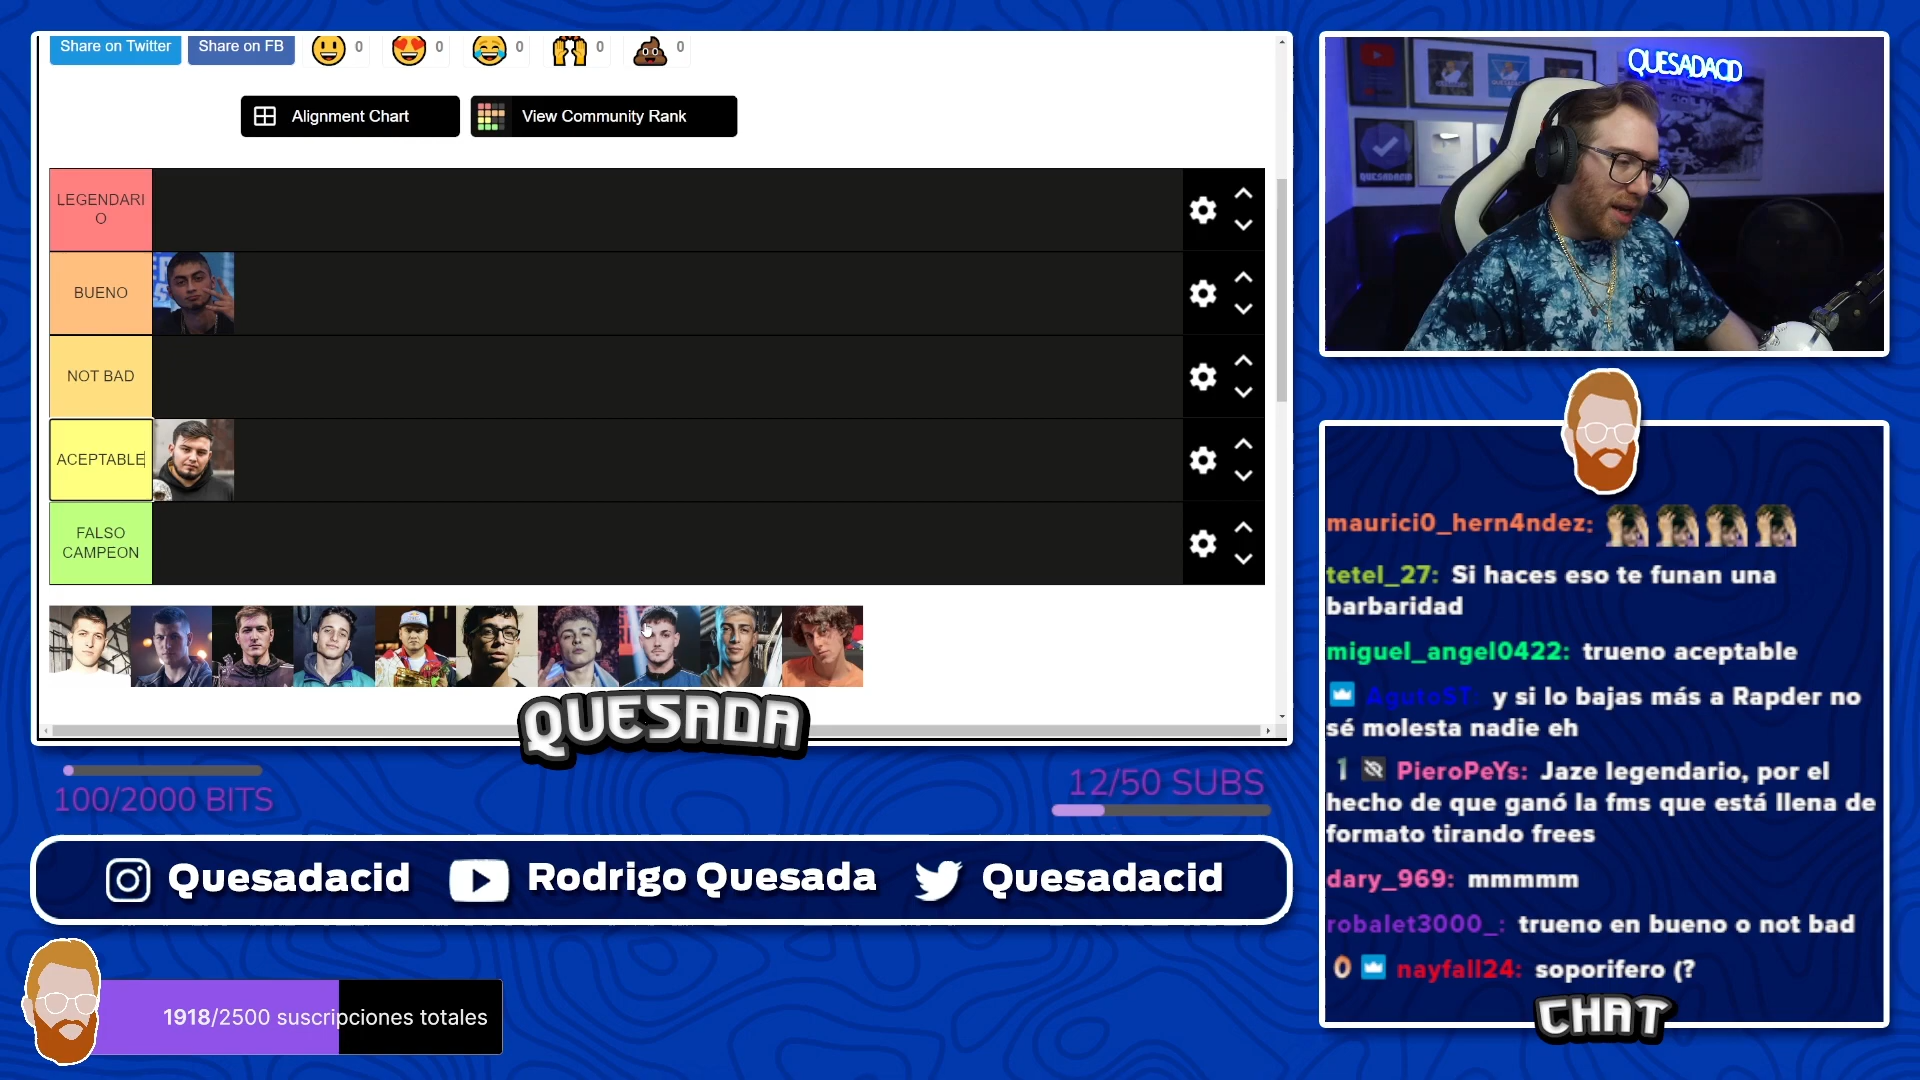 Share on Twitter
Share on FB
0
0
0
0
0
Alignment Chart
View Community Rank
LEGENDARI
O
BUENO
NOT BAD
ACEPTABLE
FALSO
CAMPEON
QUESADA
100/2000 BITS
12/50 SUBS
Quesadacid
Rodrigo Quesada
Quesadacid
1918/2500 suscripciones totales
QUESADACID
QUESADACID
maurici0_hern4ndez:
tetel_27: Si haces eso te funan una
barbaridad
miguel_angel0422: trueno aceptable
AgutoST: y si lo bajas más a Rapder no
sé molesta nadie eh
1 PieroPeYs: Jaze legendario, por el
hecho de que ganó la fms que está llena de
formato tirando frees
dary_969: mmmmm
robalet3000_: trueno en bueno o not bad
0 nayfall24: soporifero (?
CHAT